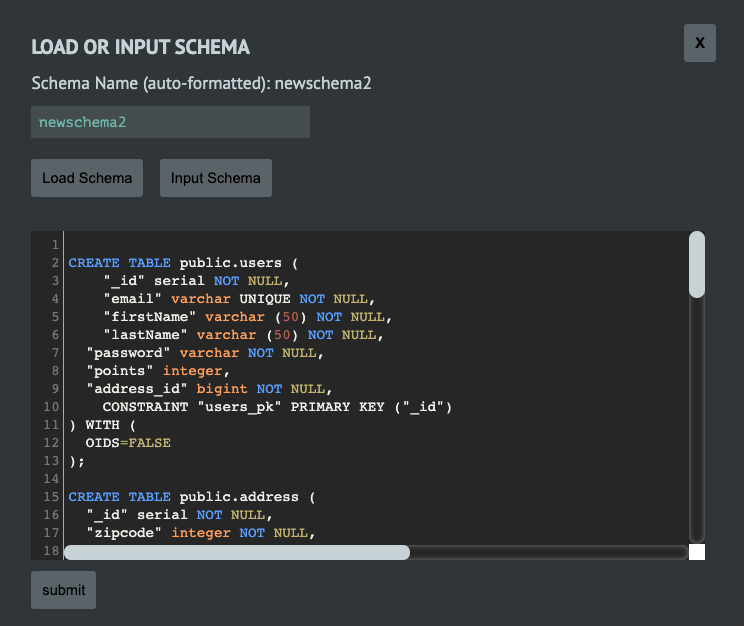 LOAD OR INPUT SCHEMA
X
Schema Name (auto-formatted): newschema2
newschema2
Load Schema
Input Schema
1
2 CREATE TABLE public.users (
3 "_id" serial NOT NULL,
4 "email" varchar UNIQUE NOT NULL,
5 "firstName" varchar (50) NOT NULL,
6 "lastName" varchar (50) NOT NULL,
7 "password" varchar NOT NULL,
8 "points" integer,
9 "address_id" bigint NOT NULL,
10 CONSTRAINT "users_pk" PRIMARY KEY ("_id")
11 ) WITH (
12 OIDS=FALSE
13 );
14
15 CREATE TABLE public.address (
16 "_id" serial NOT NULL,
17 "zipcode" integer NOT NULL,
18
submit